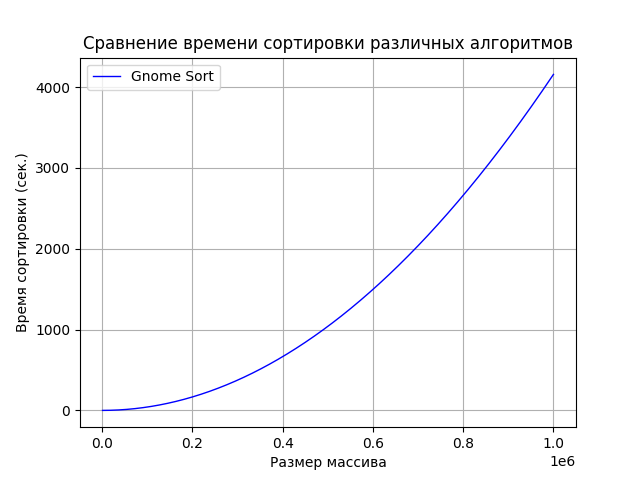 Сравнение времени сортировки различных алгоритмов
Gnome Sort
4000
3000
2000
1000
0
Время сортировки (сек.)
0.0 0.2 0.4 0.6 0.8 1.0
1e6
Размер массива